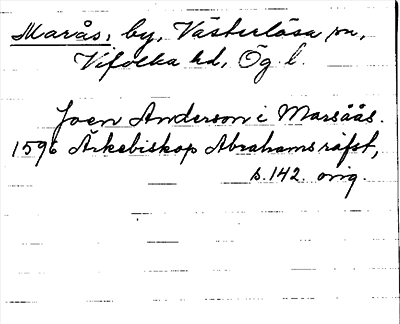 Marås, by, Västerlösa sn,
Vifolka hd, Ög. l.
Joen Anderson i Marsåås.
1596 Ärkebiskop Abrahams räfst,
s. 142. orig.